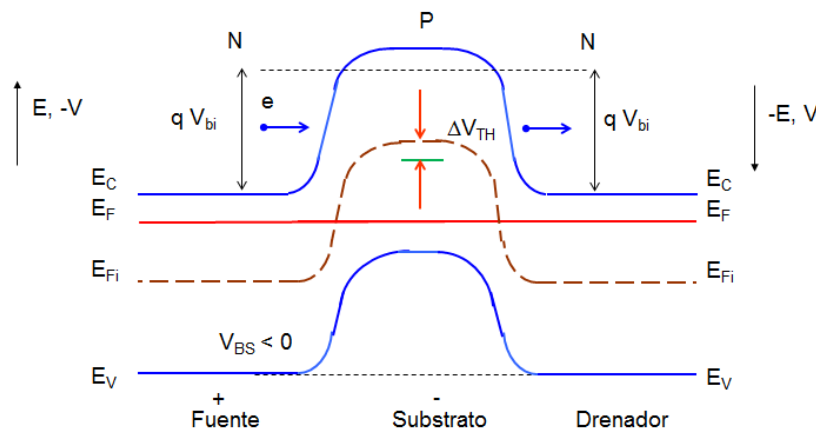 N P N
E, -V
q V_bi
e
ΔV_TH
q V_bi
-E, V
E_C E_C
E_F E_F
E_Fi E_Fi
V_BS < 0
E_V E_V
+ -
Fuente Substrato Drenador